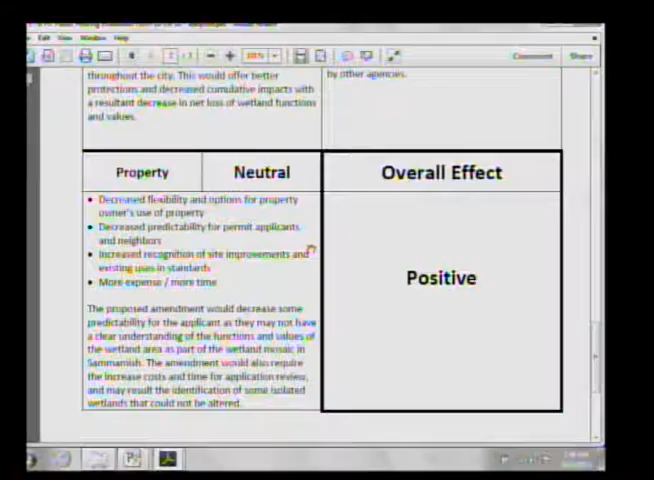 Edit View Window Help
Comment Share
throughout the city. This would offer better
protections and decreased cumulative impacts with
a resultant decrease in net loss of wetland functions
and values.
by other agencies.
Property
Neutral
Overall Effect
• Decreased flexibility and options for property
owner's use of property
• Decreased predictability for permit applicants
and neighbors
• Increased recognition of site improvements and
existing uses in standards
• More expense / more time
Positive
The proposed amendment would decrease some
predictability for the applicant as they may not have
a clear understanding of the functions and values of
the wetland area as part of the wetland mosaic in
Sammamish. The amendment would also require
the increase costs and time for application review,
and may result the identification of some isolated
wetlands that could not be altered.